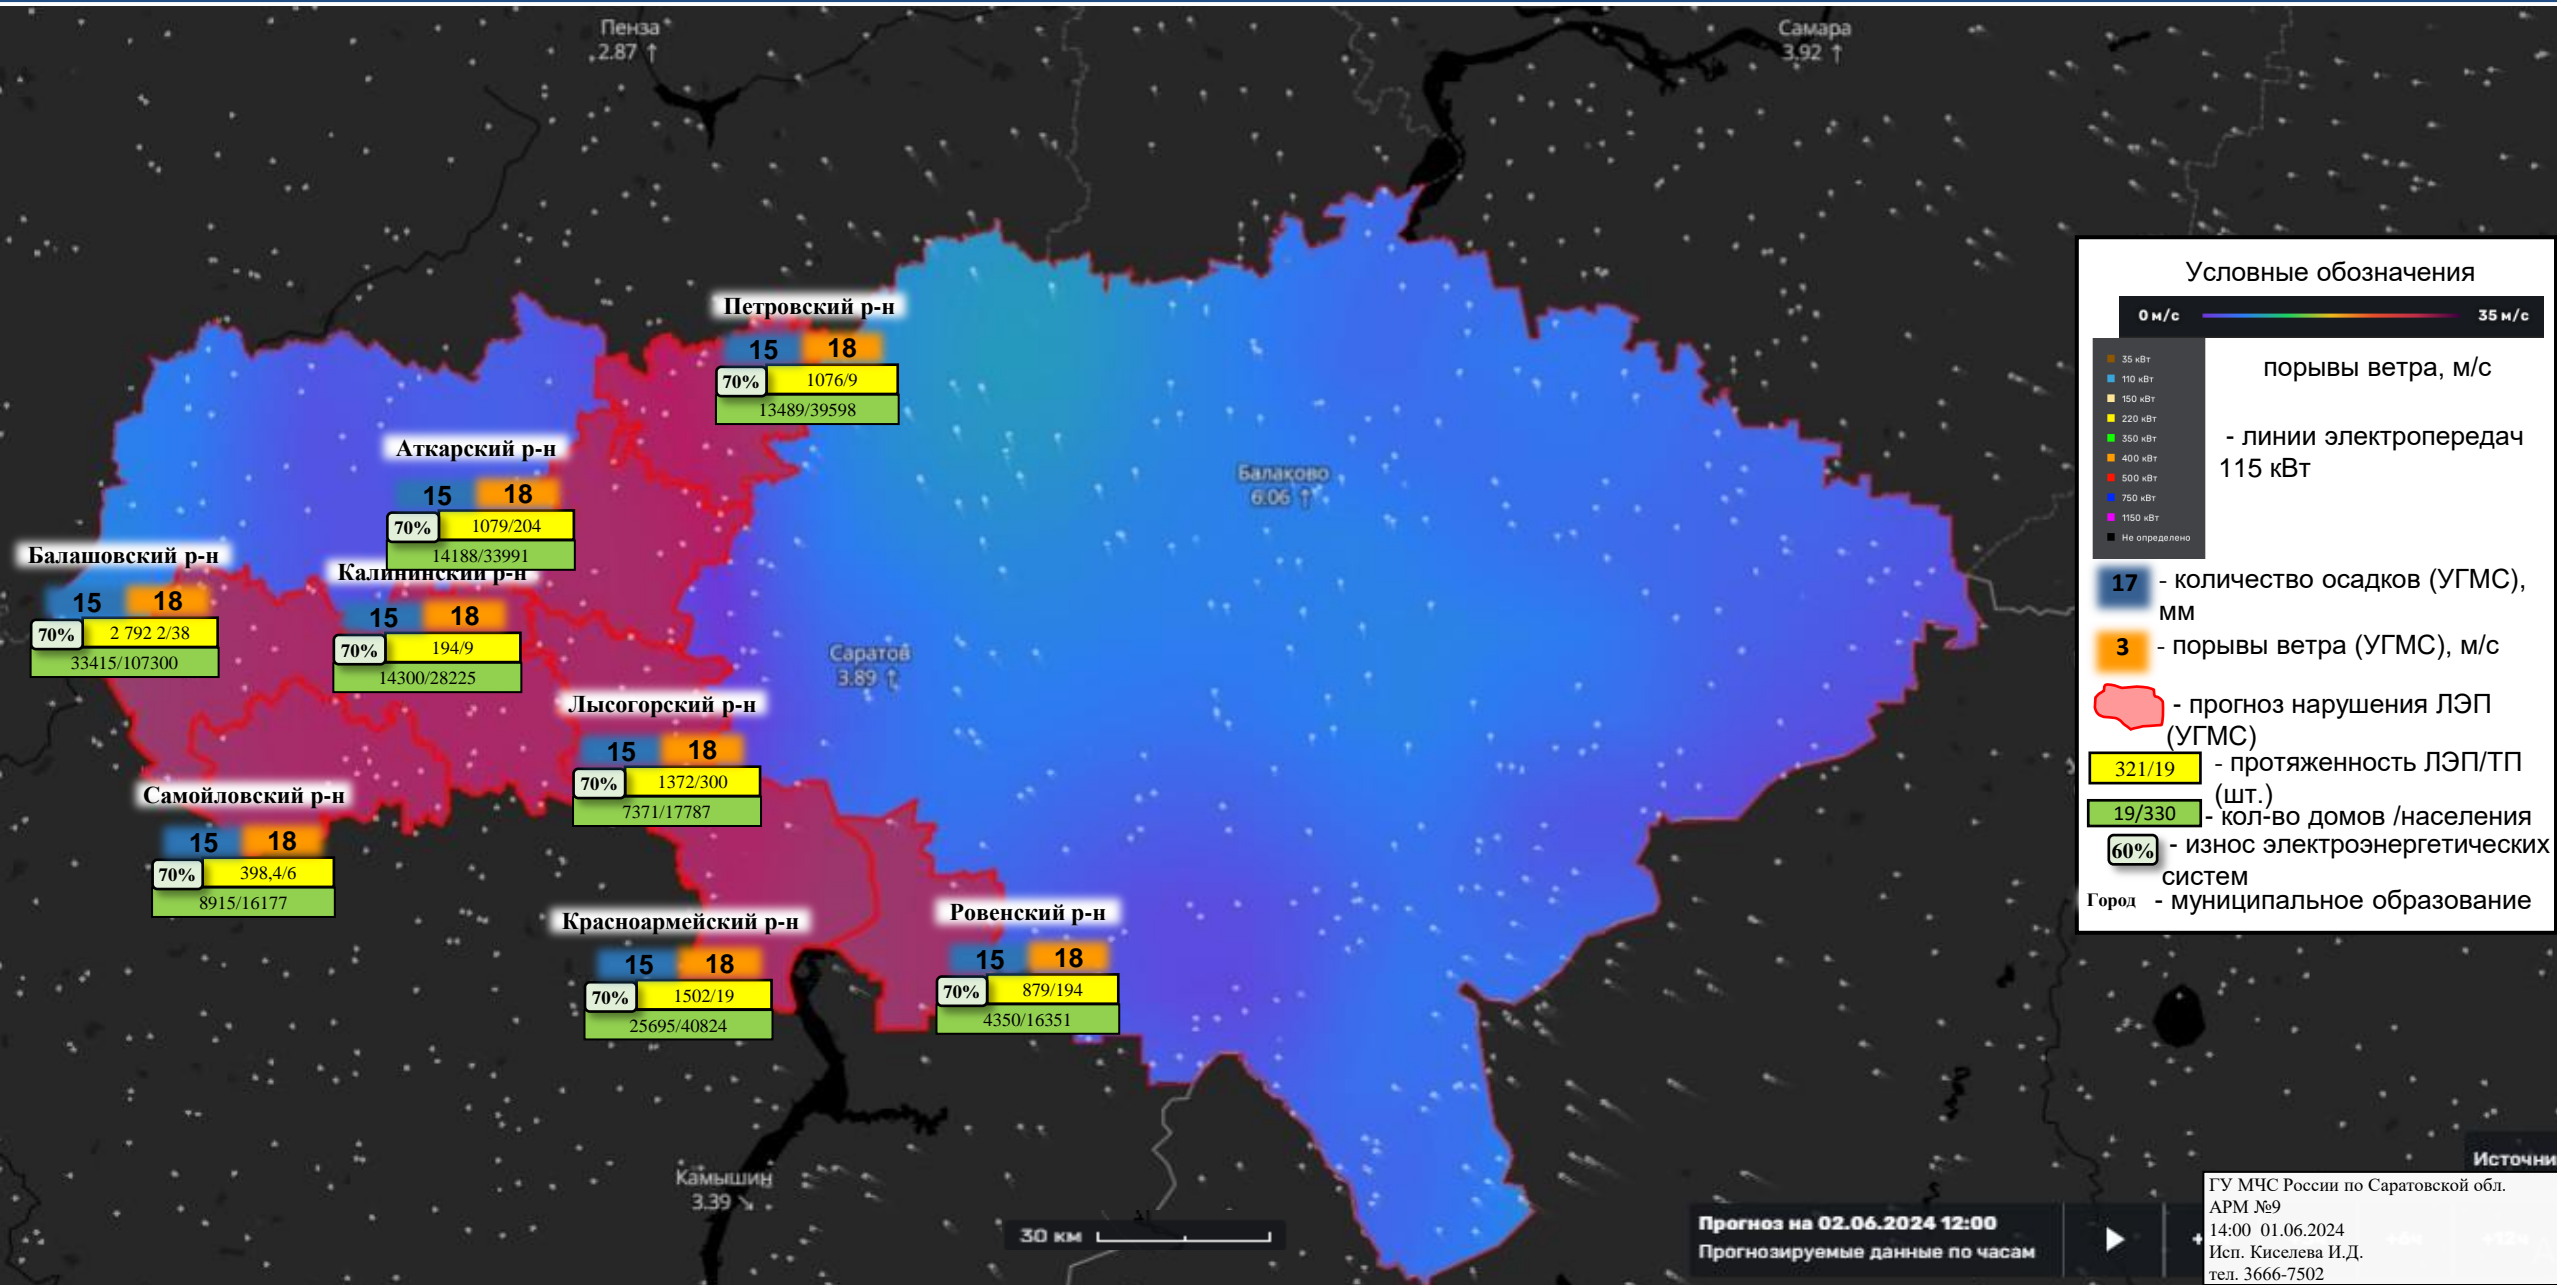 Пенза
2.87 ↑
Самара
3.92 ↑
Петровский р-н
15 18
70% 1076/9
13489/39598
Аткарский р-н
15 18
70% 1079/204
14188/33991
Балашовский р-н
15 18
70% 2 792 2/38
33415/107300
Калининский р-н
15 18
70% 194/9
14300/28225
Лысогорский р-н
15 18
70% 1372/300
7371/17787
Самойловский р-н
15 18
70% 398,4/6
8915/16177
Красноармейский р-н
15 18
70% 1502/19
25695/40824
Ровенский р-н
15 18
70% 879/194
4350/16351
Балаково
6.06 ↑
Саратов
3.89 ↑
Камышин
3.39 ↘
30 км
Условные обозначения
0 м/с 35 м/с
порывы ветра, м/с
35 кВт
110 кВт
150 кВт
220 кВт
350 кВт
400 кВт
500 кВт
750 кВт
1150 кВт
Не определено
- линии электропередач
115 кВт
17 - количество осадков (УГМС),
мм
3 - порывы ветра (УГМС), м/с
- прогноз нарушения ЛЭП
(УГМС)
321/19 - протяженность ЛЭП/ТП
(шт.)
19/330 - кол-во домов /населения
60% - износ электроэнергетических
систем
Город - муниципальное образование
Прогноз на 02.06.2024 12:00
Прогнозируемые данные по часам
Источни
ГУ МЧС России по Саратовской обл.
АРМ №9
14:00 01.06.2024
Исп. Киселева И.Д.
тел. 3666-7502